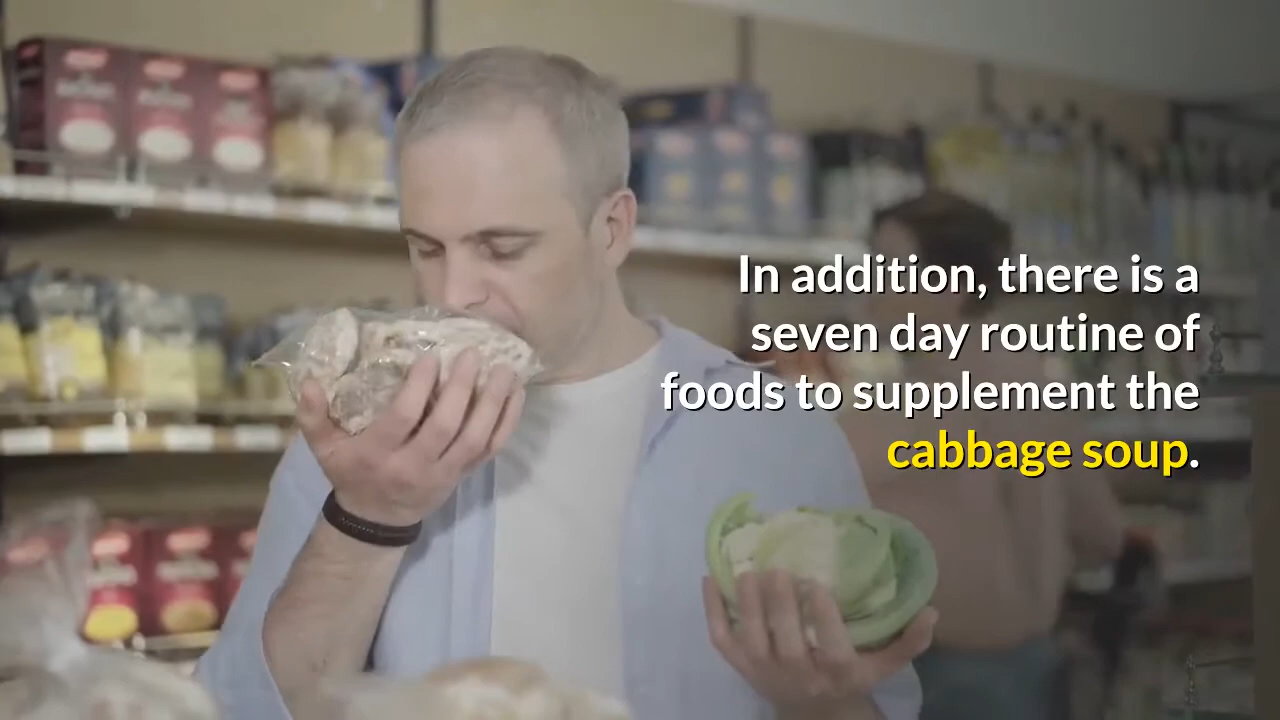 In addition, there is a
seven day routine of
foods to supplement the
cabbage soup.